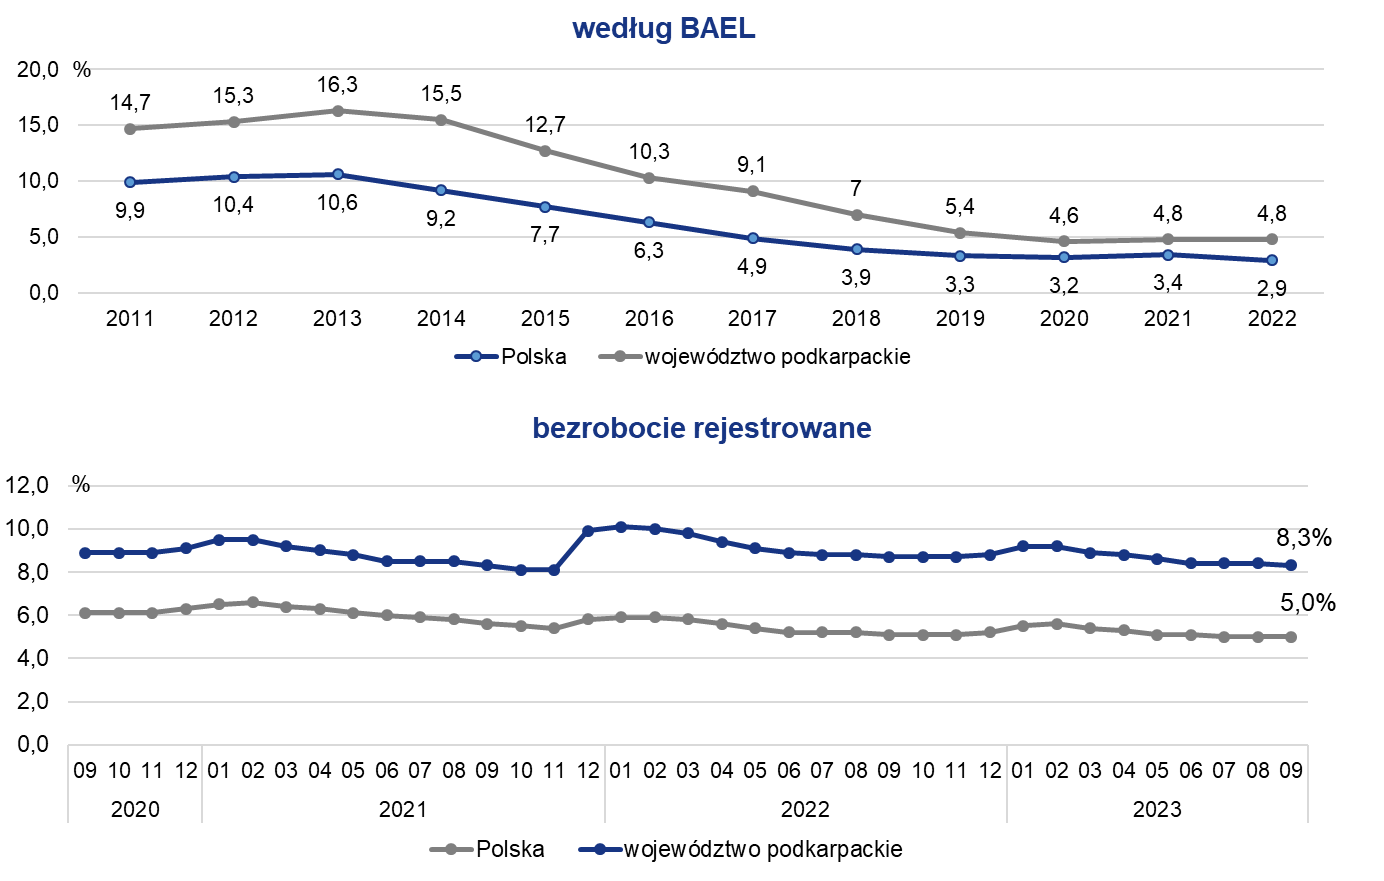 według BAEL
20,0 %
14,7 15,3 16,3 15,5 12,7 10,3 9,1 7 5,4 4,6 4,8 4,8
15,0
10,0
9,9 10,4 10,6 9,2 7,7 6,3 4,9 3,9 3,3 3,2 3,4 2,9
5,0
0,0
2011 2012 2013 2014 2015 2016 2017 2018 2019 2020 2021 2022
Polska województwo podkarpackie
bezrobocie rejestrowane
12,0 %
10,0
8,3%
8,0
5,0%
6,0
4,0
2,0
0,0
09 10 11 12 01 02 03 04 05 06 07 08 09 10 11 12 01 02 03 04 05 06 07 08 09 10 11 12 01 02 03 04 05 06 07 08 09
2020 2021 2022 2023
Polska województwo podkarpackie